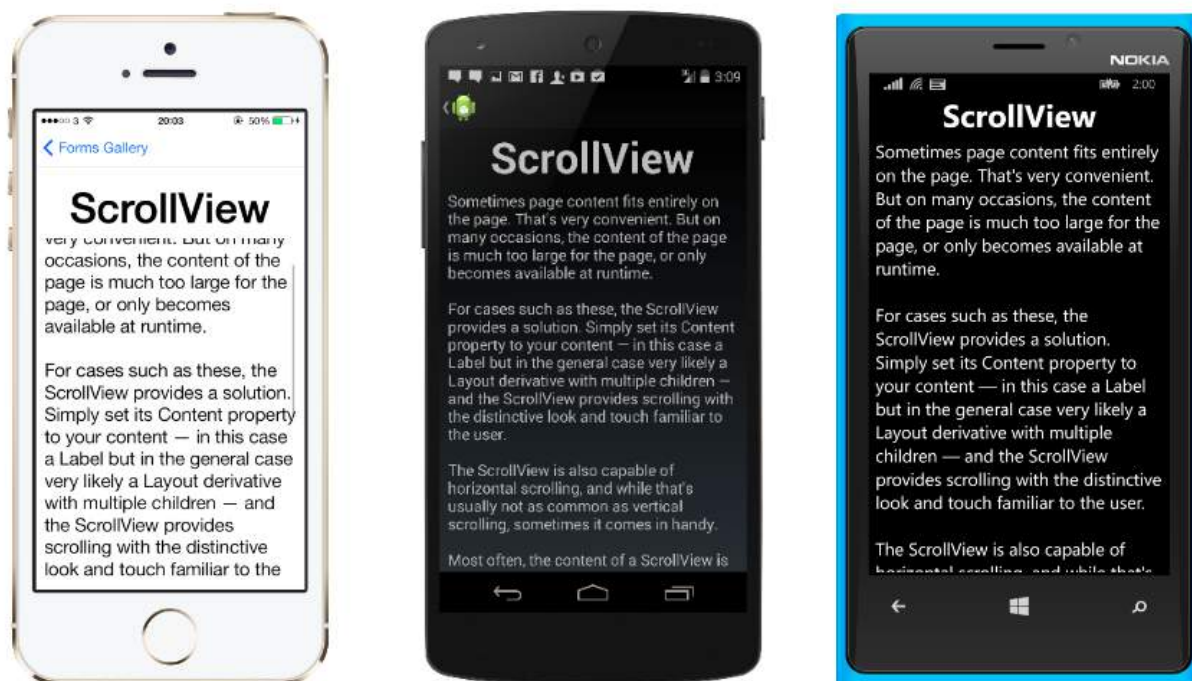 3 20:03 50%
Forms Gallery
ScrollView
very convenient. But on many
occasions, the content of the
page is much too large for the
page, or only becomes
available at runtime.
For cases such as these, the
ScrollView provides a solution.
Simply set its Content property
to your content — in this case
a Label but in the general case
very likely a Layout derivative
with multiple children — and
the ScrollView provides
scrolling with the distinctive
look and touch familiar to the
3:09
ScrollView
Sometimes page content fits entirely on
the page. That's very convenient. But on
many occasions, the content of the page
is much too large for the page, or only
becomes available at runtime.
For cases such as these, the ScrollView
provides a solution. Simply set its Content
property to your content — in this case a
Label but in the general case very likely a
Layout derivative with multiple children —
and the ScrollView provides scrolling with
the distinctive look and touch familiar to
the user.
The ScrollView is also capable of
horizontal scrolling, and while that's
usually not as common as vertical
scrolling, sometimes it comes in handy.
Most often, the content of a ScrollView is
NOKIA
2:00
ScrollView
Sometimes page content fits entirely
on the page. That's very convenient.
But on many occasions, the content
of the page is much too large for the
page, or only becomes available at
runtime.
For cases such as these, the
ScrollView provides a solution.
Simply set its Content property to
your content — in this case a Label
but in the general case very likely a
Layout derivative with multiple
children — and the ScrollView
provides scrolling with the distinctive
look and touch familiar to the user.
The ScrollView is also capable of
horizontal scrolling, and while that's